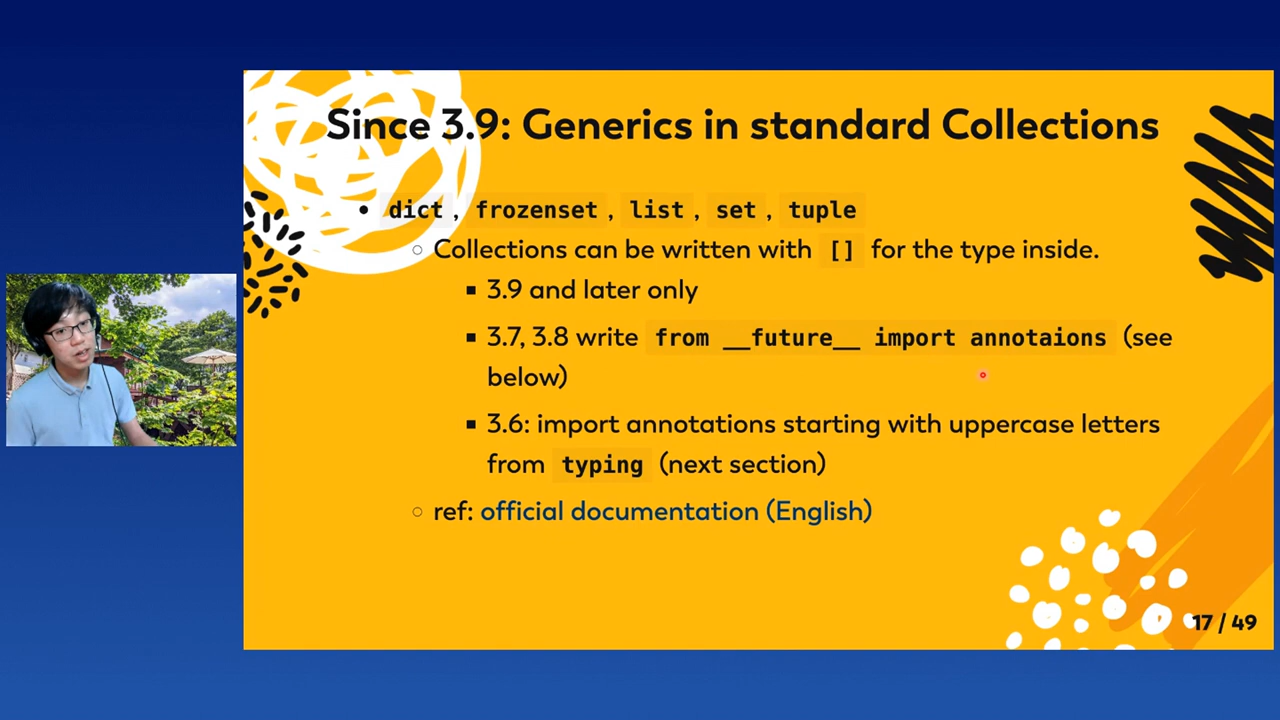 Since 3.9: Generics in standard Collections
dict, frozenset, list, set, tuple
Collections can be written with [] for the type inside.
3.9 and later only
3.7, 3.8 write from __future__ import annotaions (see
below)
3.6: import annotations starting with uppercase letters
from typing (next section)
ref: official documentation (English)
17 / 49